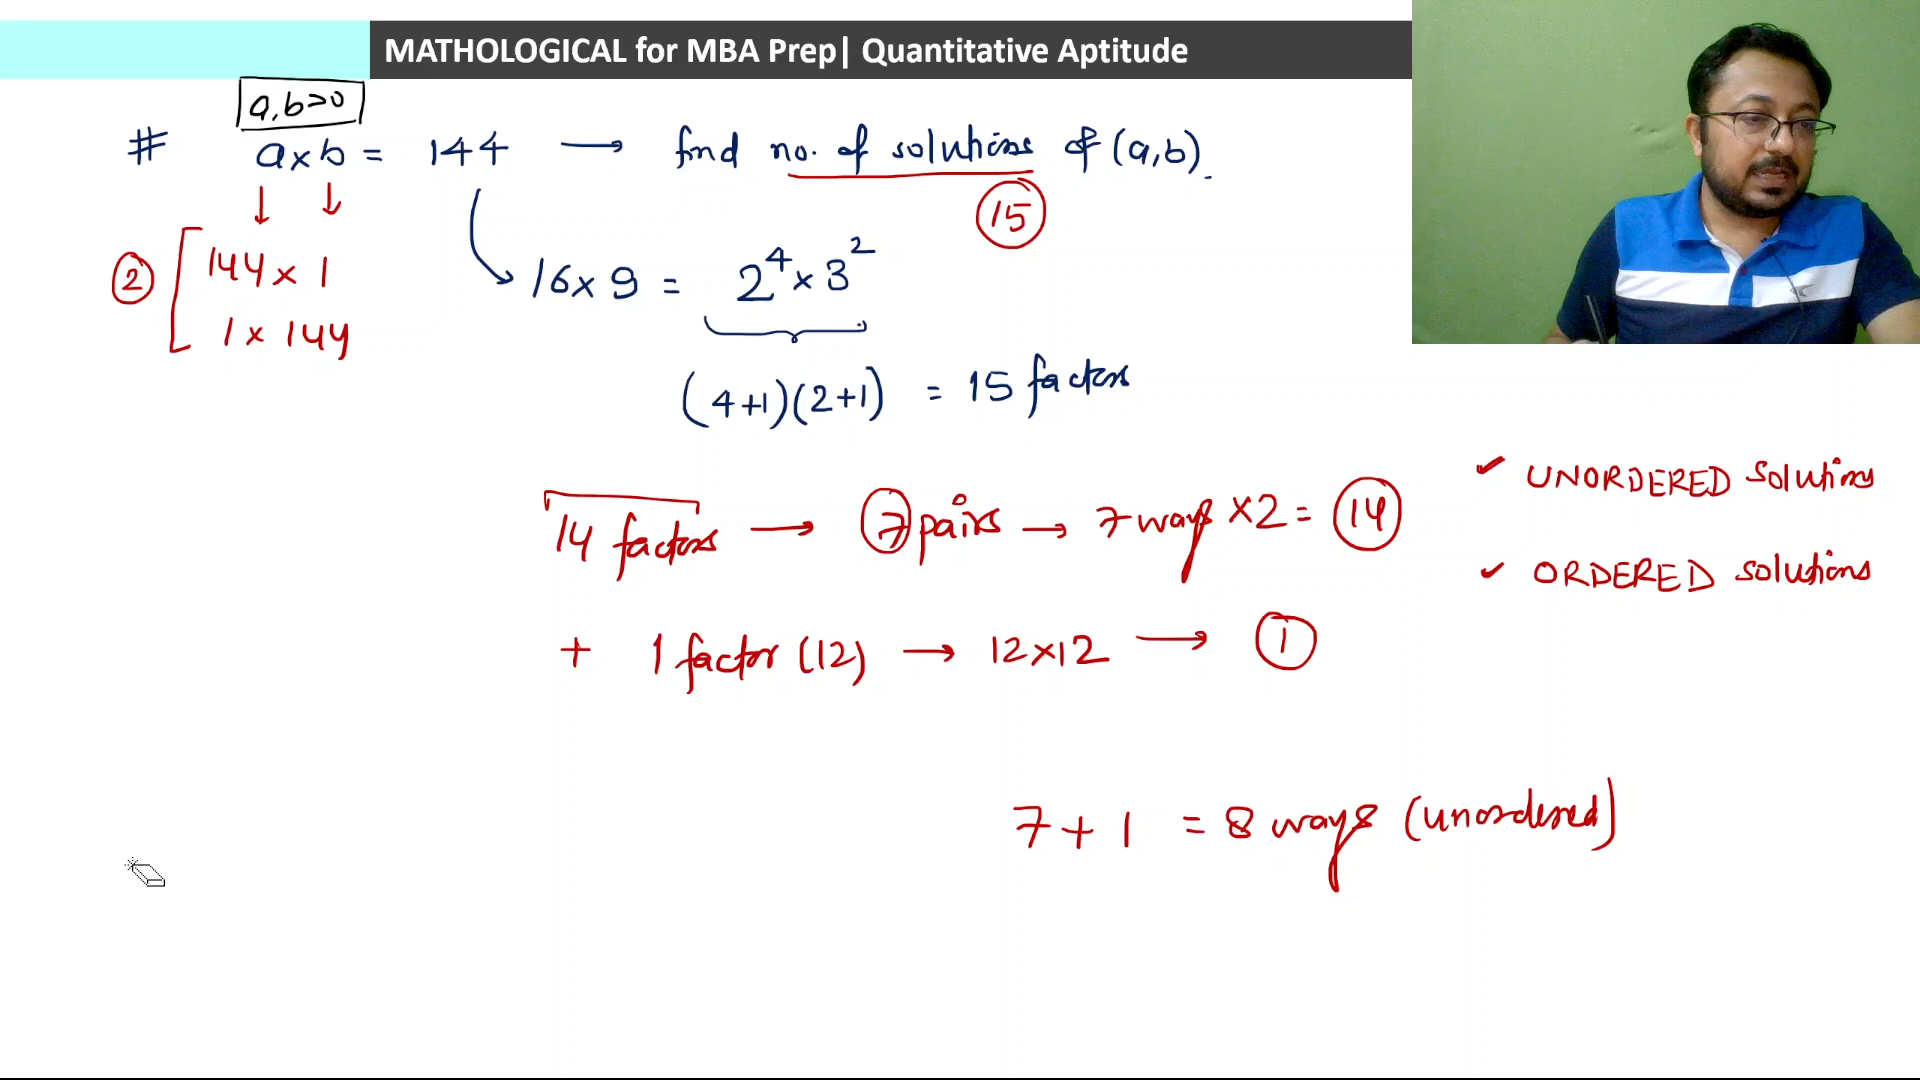 MATHOLOGICAL for MBA Prep| Quantitative Aptitude
a,b>0
# a×b = 144 → find no. of solutions of (a,b).
15
② [ 144 × 1
1 × 144
16×9 = 2^4 × 3^2
(4+1)(2+1) = 15 factors
14 factors → 7 pairs → 7 ways ×2 = 14
+ 1 factor (12) → 12×12 → 1
✓ UNORDERED solutions
✓ ORDERED solutions
7 + 1 = 8 ways (unordered)